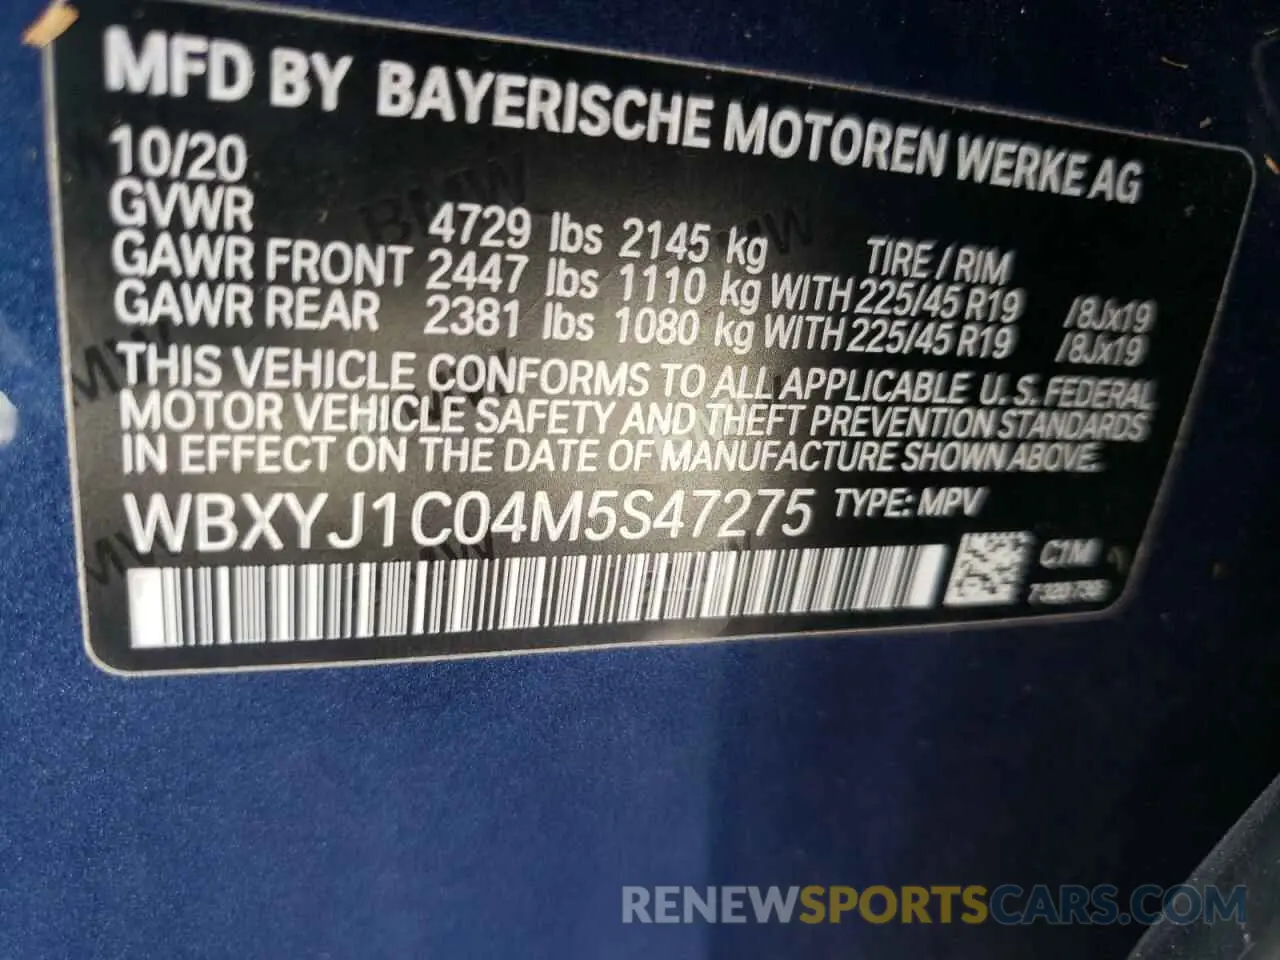 MFD BY BAYERISCHE MOTOREN WERKE AG
10/20
GVWR 4729 lbs 2145 kg TIRE / RIM
GAWR FRONT 2447 lbs 1110 kg WITH 225/45 R19 /8Jx19
GAWR REAR 2381 lbs 1080 kg WITH 225/45 R19 /8Jx19
THIS VEHICLE CONFORMS TO ALL APPLICABLE U.S. FEDERAL
MOTOR VEHICLE SAFETY AND THEFT PREVENTION STANDARDS
IN EFFECT ON THE DATE OF MANUFACTURE SHOWN ABOVE.
WBXYJ1C04M5S47275 TYPE: MPV
C1M
RENEWSPORTSCARS.COM